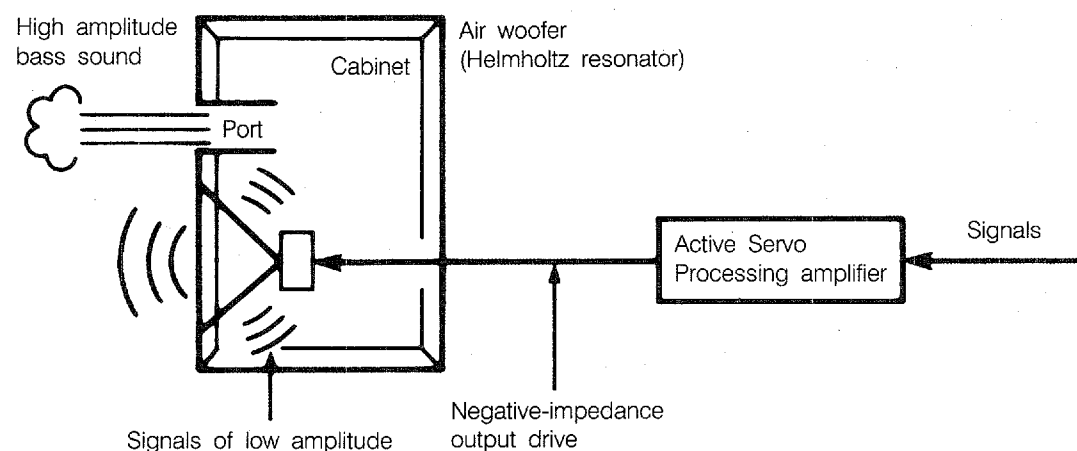 High amplitude
bass sound
Air woofer
(Helmholtz resonator)
Cabinet
Port
Active Servo
Processing amplifier
Signals
Negative-impedance
output drive
Signals of low amplitude